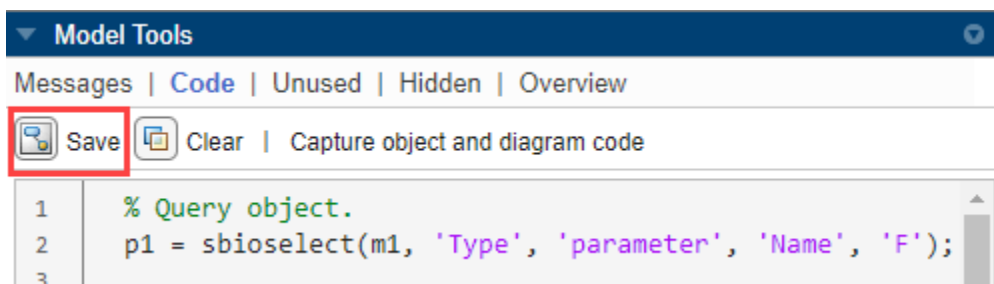 Model Tools
Messages | Code | Unused | Hidden | Overview
Save Clear | Capture object and diagram code
1 % Query object.
2 p1 = sbioselect(m1, 'Type', 'parameter', 'Name', 'F');
3